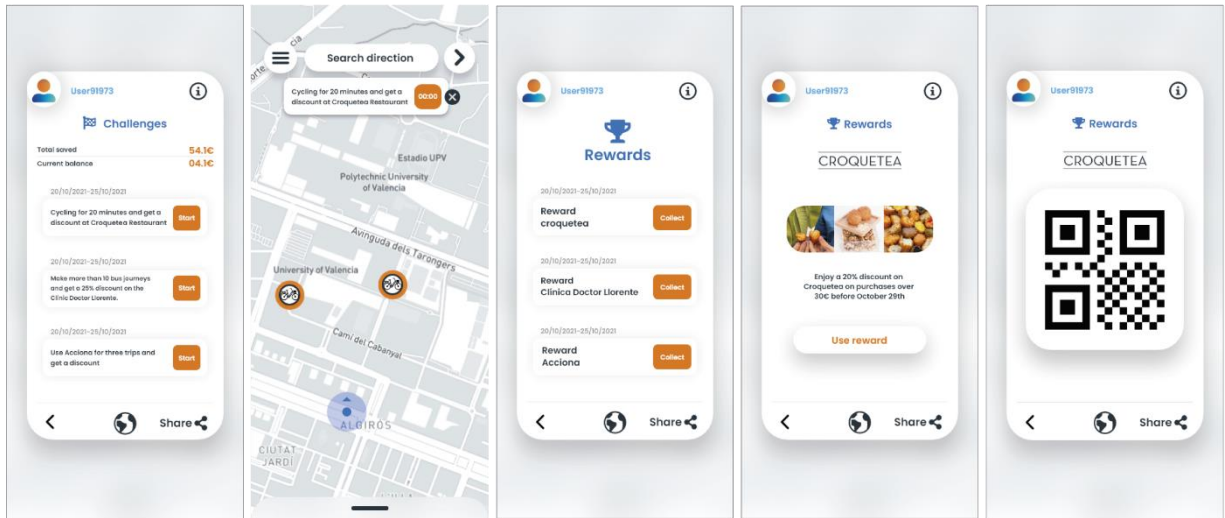 User91973
Challenges
Total saved 54.1€
Current balance 04.1€
20/10/2021-25/10/2021
Cycling for 20 minutes and get a
discount at Croquetea Restaurant
Start
20/10/2021-25/10/2021
Make more than 10 bus journeys
and get a 25% discount on the
Clinic Doctor Llorente.
Start
20/10/2021-25/10/2021
Use Acciona for three trips and
get a discount
Start
Share
Search direction
Cycling for 20 minutes and get a
discount at Croquetea Restaurant
00:00
Estadio UPV
Polytechnic University
of Valencia
Avinguda dels Tarongers
University of Valencia
Camí del Cabanyal
ALGIRÓS
CIUTAT
JARDÍ
User91973
Rewards
20/10/2021-25/10/2021
Reward
croquetea
Collect
20/10/2021-25/10/2021
Reward
Clinica Doctor Llorente
Collect
20/10/2021-25/10/2021
Reward
Acciona
Collect
Share
User91973
Rewards
CROQUETEA
Enjoy a 20% discount on
Croquetea on purchases over
30€ before October 29th
Use reward
Share
User91973
Rewards
CROQUETEA
Share